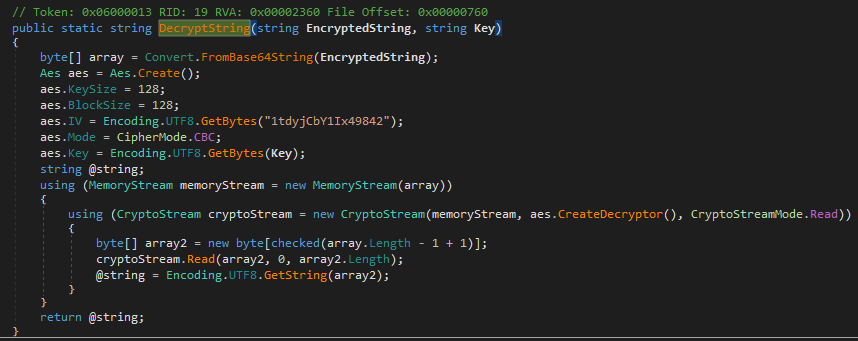 // Token: 0x06000013 RID: 19 RVA: 0x00002360 File Offset: 0x00000760
public static string DecryptString(string EncryptedString, string Key)
{
byte[] array = Convert.FromBase64String(EncryptedString);
Aes aes = Aes.Create();
aes.KeySize = 128;
aes.BlockSize = 128;
aes.IV = Encoding.UTF8.GetBytes("1tdyjCbY1Ix49842");
aes.Mode = CipherMode.CBC;
aes.Key = Encoding.UTF8.GetBytes(Key);
string @string;
using (MemoryStream memoryStream = new MemoryStream(array))
{
using (CryptoStream cryptoStream = new CryptoStream(memoryStream, aes.CreateDecryptor(), CryptoStreamMode.Read))
{
byte[] array2 = new byte[checked(array.Length - 1 + 1)];
cryptoStream.Read(array2, 0, array2.Length);
@string = Encoding.UTF8.GetString(array2);
}
}
return @string;
}